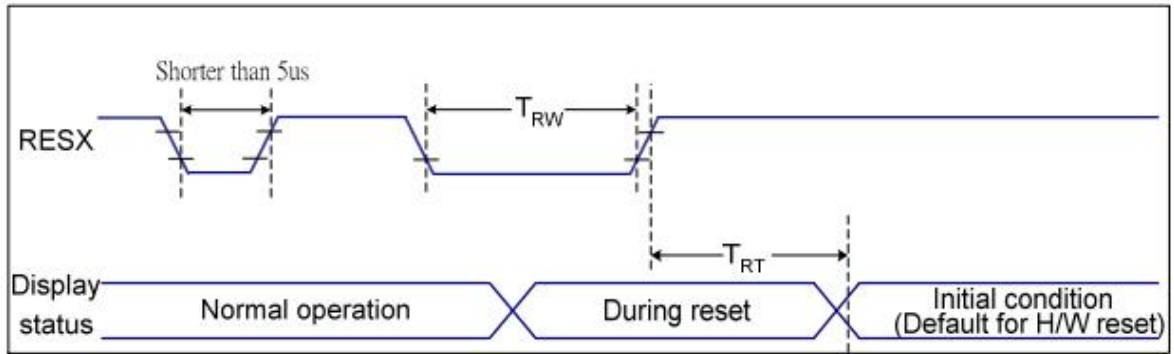 Shorter than 5us
RESX
TRW
TRT
Display
status
Normal operation
During reset
Initial condition
(Default for H/W reset)